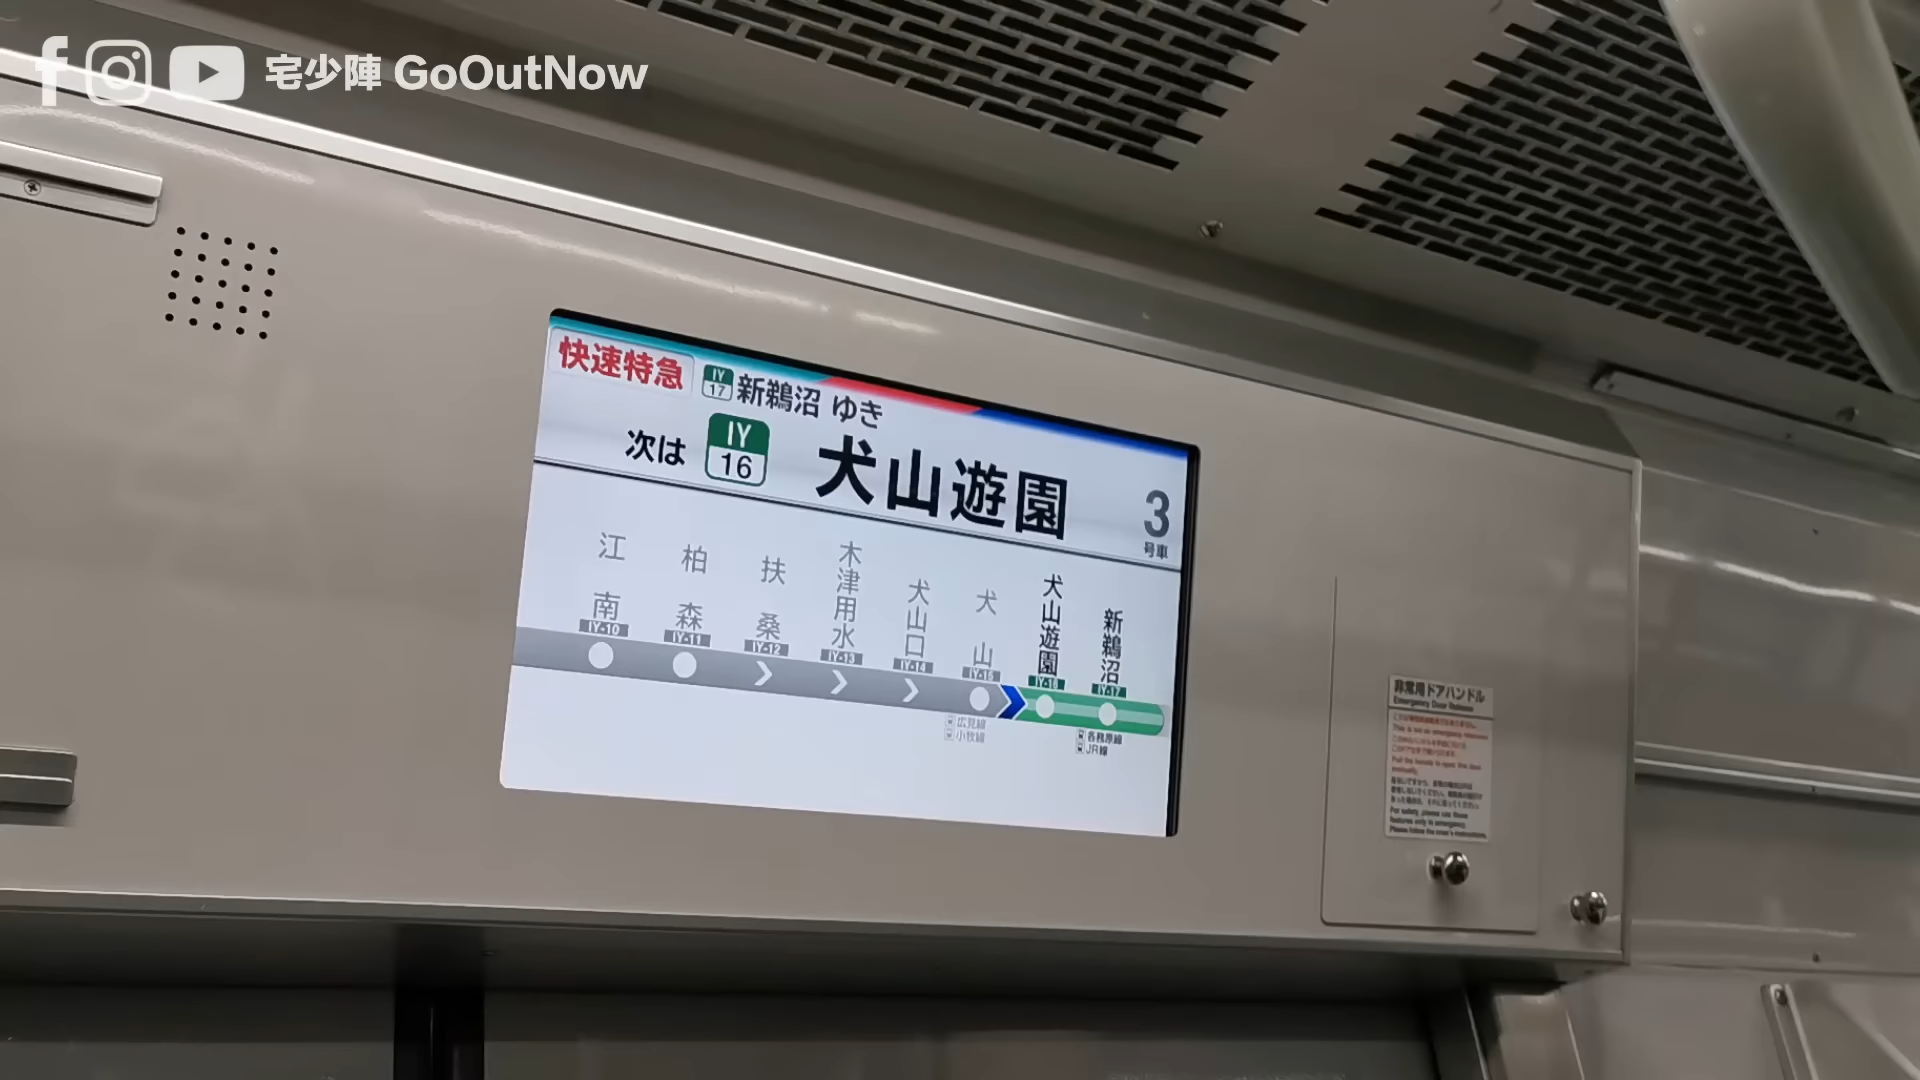 宅少陣 GoOutNow
快速特急
IY
17
新鵜沼 ゆき
次は
IY
16
犬山遊園
3
号車
江南
柏森
扶桑
木津用水
犬山口
犬山
犬山遊園
新鵜沼
IY-10
IY-11
IY-12
IY-13
IY-14
IY-15
IY-16
IY-17
広見線
小牧線
各務原線
JR線
非常用ドアハンドル
Emergency Door Release